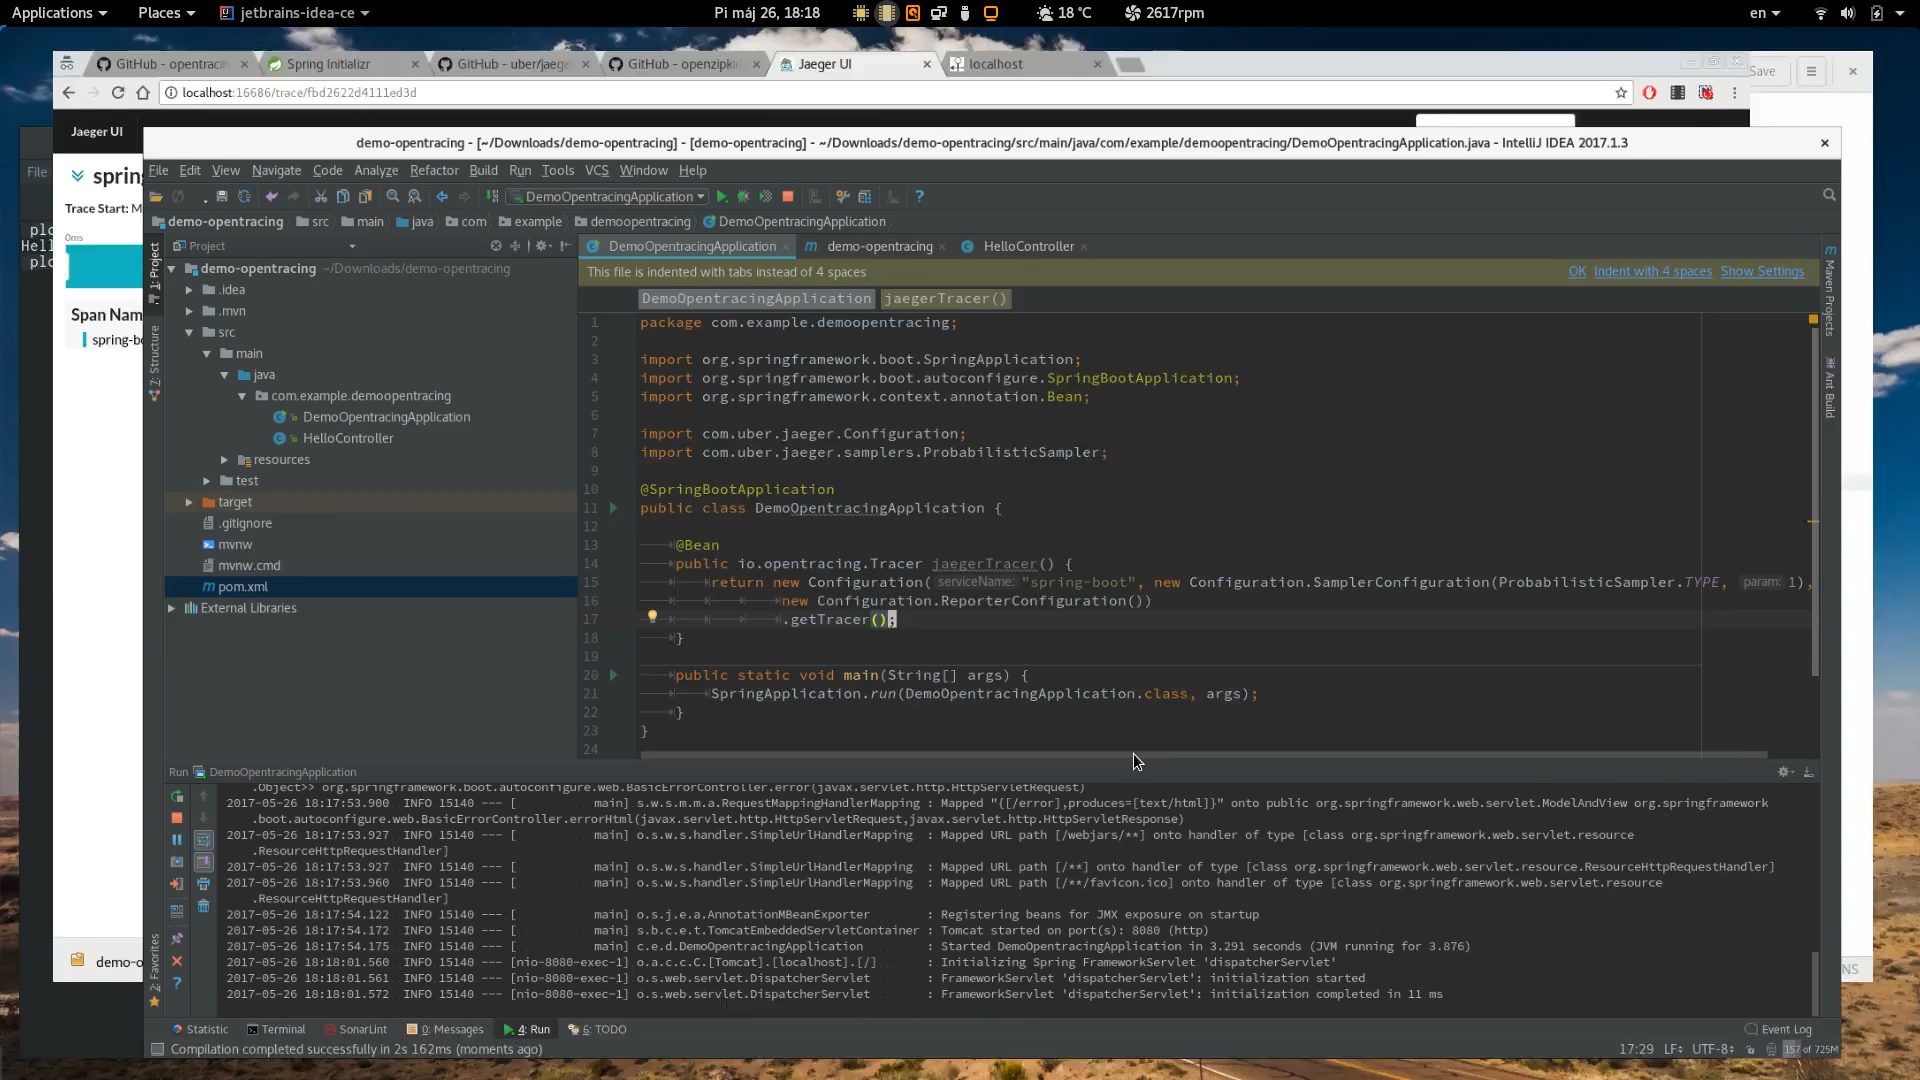 Applications
Places
jetbrains-idea-ce
Pi máj 26, 18:18
18 ℃
2617rpm
en
GitHub - opentracin
Spring Initializr
GitHub - uber/jaege
GitHub - openzipki
Jaeger UI
localhost
Save
localhost:16686/trace/fbd2622d4111ed3d
Jaeger UI
demo-opentracing - [~/Downloads/demo-opentracing] - [demo-opentracing] - ~/Downloads/demo-opentracing/src/main/java/com/example/demoopentracing/DemoOpentracingApplication.java - IntelliJ IDEA 2017.1.3
File
spring
Trace Start: M
0ms
plo
Hell
plo
Span Nam
spring-bo
demo-o
NS
File Edit View Navigate Code Analyze Refactor Build Run Tools VCS Window Help
DemoOpentracingApplication
demo-opentracing src main java com example demoopentracing DemoOpentracingApplication
1: Project
7: Structure
2: Favorites
Maven Projects
Ant Build
Project
demo-opentracing ~/Downloads/demo-opentracing
.idea
.mvn
src
main
java
com.example.demoopentracing
DemoOpentracingApplication
HelloController
resources
test
target
.gitignore
mvnw
mvnw.cmd
pom.xml
External Libraries
DemoOpentracingApplication
demo-opentracing
HelloController
This file is indented with tabs instead of 4 spaces
OK Indent with 4 spaces Show Settings
DemoOpentracingApplication jaegerTracer()
1 package com.example.demoopentracing;
2
3 import org.springframework.boot.SpringApplication;
4 import org.springframework.boot.autoconfigure.SpringBootApplication;
5 import org.springframework.context.annotation.Bean;
6
7 import com.uber.jaeger.Configuration;
8 import com.uber.jaeger.samplers.ProbabilisticSampler;
9
10 @SpringBootApplication
11 public class DemoOpentracingApplication {
12
13 @Bean
14 public io.opentracing.Tracer jaegerTracer() {
15 return new Configuration( serviceName: "spring-boot", new Configuration.SamplerConfiguration(ProbabilisticSampler.TYPE, param: 1),
16 new Configuration.ReporterConfiguration())
17 .getTracer();
18 }
19
20 public static void main(String[] args) {
21 SpringApplication.run(DemoOpentracingApplication.class, args);
22 }
23 }
24
Run DemoOpentracingApplication
.Object>> org.springframework.boot.autoconfigure.web.BasicErrorController.error(javax.servlet.http.HttpServletRequest)
2017-05-26 18:17:53.900 INFO 15140 --- [ main] s.w.s.m.m.a.RequestMappingHandlerMapping : Mapped "{[/error],produces=[text/html]}" onto public org.springframework.web.servlet.ModelAndView org.springframework
.boot.autoconfigure.web.BasicErrorController.errorHtml(javax.servlet.http.HttpServletRequest,javax.servlet.http.HttpServletResponse)
2017-05-26 18:17:53.927 INFO 15140 --- [ main] o.s.w.s.handler.SimpleUrlHandlerMapping : Mapped URL path [/webjars/**] onto handler of type [class org.springframework.web.servlet.resource
.ResourceHttpRequestHandler]
2017-05-26 18:17:53.927 INFO 15140 --- [ main] o.s.w.s.handler.SimpleUrlHandlerMapping : Mapped URL path [/**] onto handler of type [class org.springframework.web.servlet.resource.ResourceHttpRequestHandler]
2017-05-26 18:17:53.960 INFO 15140 --- [ main] o.s.w.s.handler.SimpleUrlHandlerMapping : Mapped URL path [/**/favicon.ico] onto handler of type [class org.springframework.web.servlet.resource
.ResourceHttpRequestHandler]
2017-05-26 18:17:54.122 INFO 15140 --- [ main] o.s.j.e.a.AnnotationMBeanExporter : Registering beans for JMX exposure on startup
2017-05-26 18:17:54.172 INFO 15140 --- [ main] s.b.c.e.t.TomcatEmbeddedServletContainer : Tomcat started on port(s): 8080 (http)
2017-05-26 18:17:54.175 INFO 15140 --- [ main] c.e.d.DemoOpentracingApplication : Started DemoOpentracingApplication in 3.291 seconds (JVM running for 3.876)
2017-05-26 18:18:01.560 INFO 15140 --- [nio-8080-exec-1] o.a.c.c.C.[Tomcat].[localhost].[/] : Initializing Spring FrameworkServlet 'dispatcherServlet'
2017-05-26 18:18:01.561 INFO 15140 --- [nio-8080-exec-1] o.s.web.servlet.DispatcherServlet : FrameworkServlet 'dispatcherServlet': initialization started
2017-05-26 18:18:01.572 INFO 15140 --- [nio-8080-exec-1] o.s.web.servlet.DispatcherServlet : FrameworkServlet 'dispatcherServlet': initialization completed in 11 ms
Statistic Terminal SonarLint 0: Messages 4: Run 6: TODO Event Log
Compilation completed successfully in 2s 162ms (moments ago)
17:29 LF÷ UTF-8÷ 157 of 725M